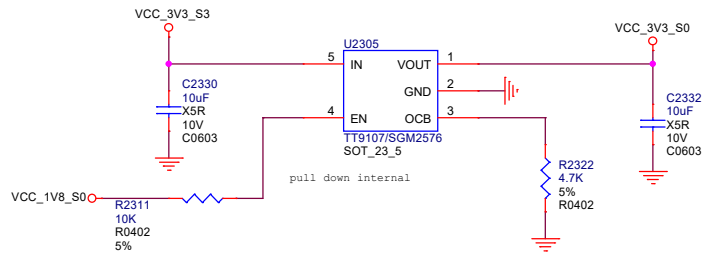 VCC_3V3_S3
VCC_3V3_S0
U2305
5 IN VOUT 1
GND 2
4 EN OCB 3
TT9107/SGM2576
SOT_23_5
C2330
10uF
X5R
10V
C0603
C2332
10uF
X5R
10V
C0603
pull down internal
R2322
4.7K
5%
R0402
VCC_1V8_S0
R2311
10K
R0402
5%